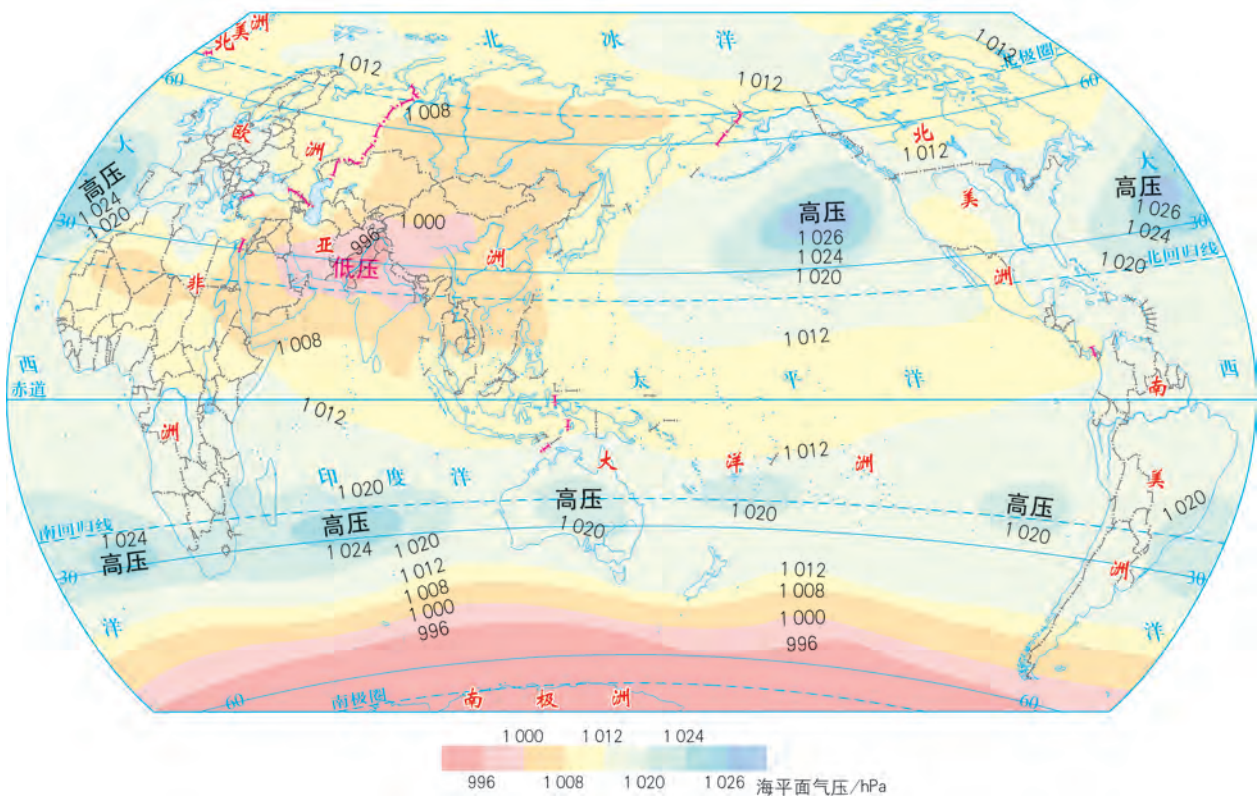 北美洲
北 冰 洋
1 012
1 012
1 012
北极圈
60
60
1 008
大
欧 洲
北
1 012
大
高压
1 024
1 020
30
高压
1 026
1 024
1 020
美
高压
1 026
1 024
30
1 000
996
亚
低压
洲
洲
1 020
北回归线
非
1 008
1 012
西
赤道
太 平 洋
西
南
洲
1 012
1 012
大 洋 洲
印 度 洋
1 020
高压
高压
美
1 020
南回归线
1 024
高压
高压
1 024
1 020
1 020
1 020
1 020
30
洲
30
1 012
1 008
1 000
996
1 012
1 008
1 000
996
洋
洋
60
南极圈
南 极 洲
60
1 000 1 012 1 024
996 1 008 1 020 1 026 海平面气压/hPa